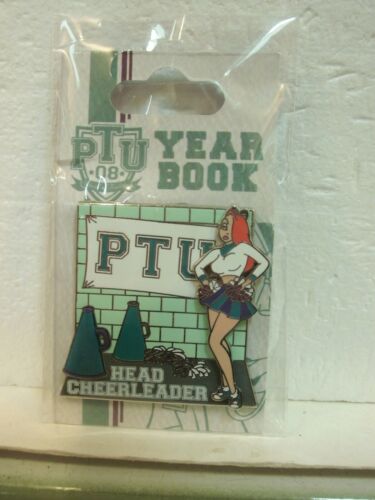 PTU
08
YEAR
BOOK
PTU
HEAD
CHEERLEADER